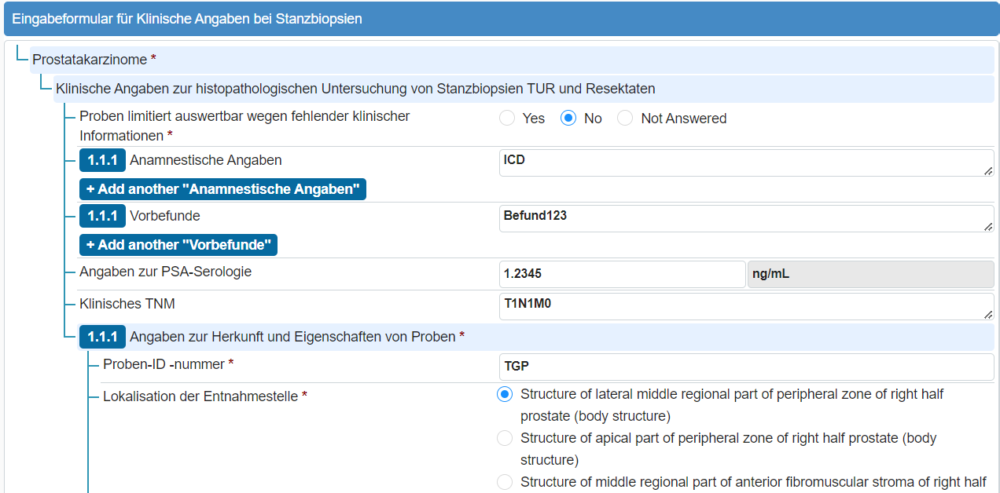 Eingabeformular für Klinische Angaben bei Stanzbiopsien
Prostatakarzinome *
Klinische Angaben zur histopathologischen Untersuchung von Stanzbiopsien TUR und Resektaten
Proben limitiert auswertbar wegen fehlender klinischer
Informationen *
Yes No Not Answered
1.1.1 Anamnestische Angaben
ICD
+ Add another "Anamnestische Angaben"
1.1.1 Vorbefunde
Befund123
+ Add another "Vorbefunde"
Angaben zur PSA-Serologie
1.2345 ng/mL
Klinisches TNM
T1N1M0
1.1.1 Angaben zur Herkunft und Eigenschaften von Proben *
Proben-ID -nummer *
TGP
Lokalisation der Entnahmestelle *
Structure of lateral middle regional part of peripheral zone of right half
prostate (body structure)
Structure of apical part of peripheral zone of right half prostate (body
structure)
Structure of middle regional part of anterior fibromuscular stroma of right half